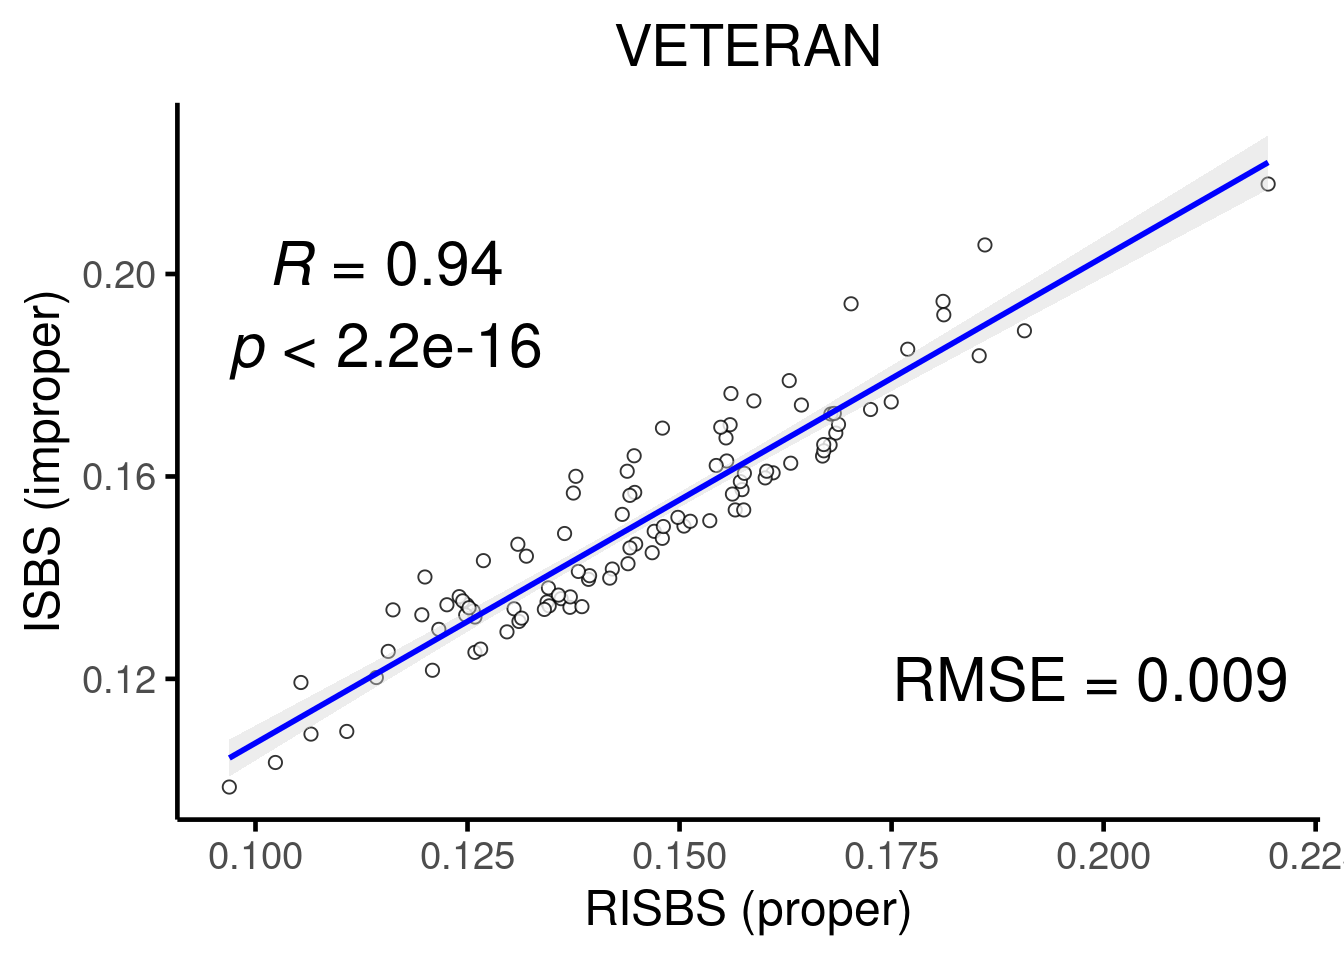 VETERAN
R = 0.94
p < 2.2e-16
RMSE = 0.009
ISBS (improper)
0.20
0.16
0.12
0.100 0.125 0.150 0.175 0.200 0.22
RISBS (proper)